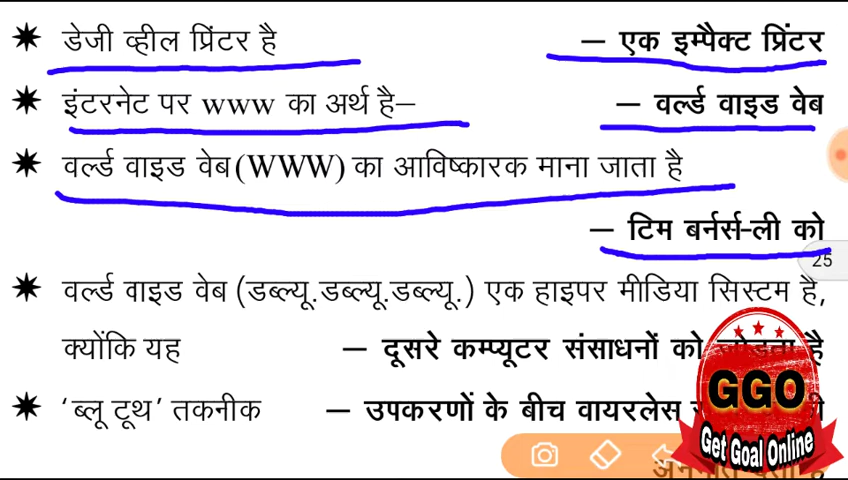 ✷ डेजी व्हील प्रिंटर है – एक इम्पैक्ट प्रिंटर
✷ इंटरनेट पर www का अर्थ है– – वर्ल्ड वाइड वेब
✷ वर्ल्ड वाइड वेब (WWW) का आविष्कारक माना जाता है
– टिम बर्नर्स-ली को
25
✷ वर्ल्ड वाइड वेब (डब्ल्यू.डब्ल्यू.डब्ल्यू.) एक हाइपर मीडिया सिस्टम है,
क्योंकि यह – दूसरे कम्प्यूटर संसाधनों को है
✷ 'ब्लू टूथ' तकनीक – उपकरणों के बीच वायरलेस
GGO
Get Goal Online